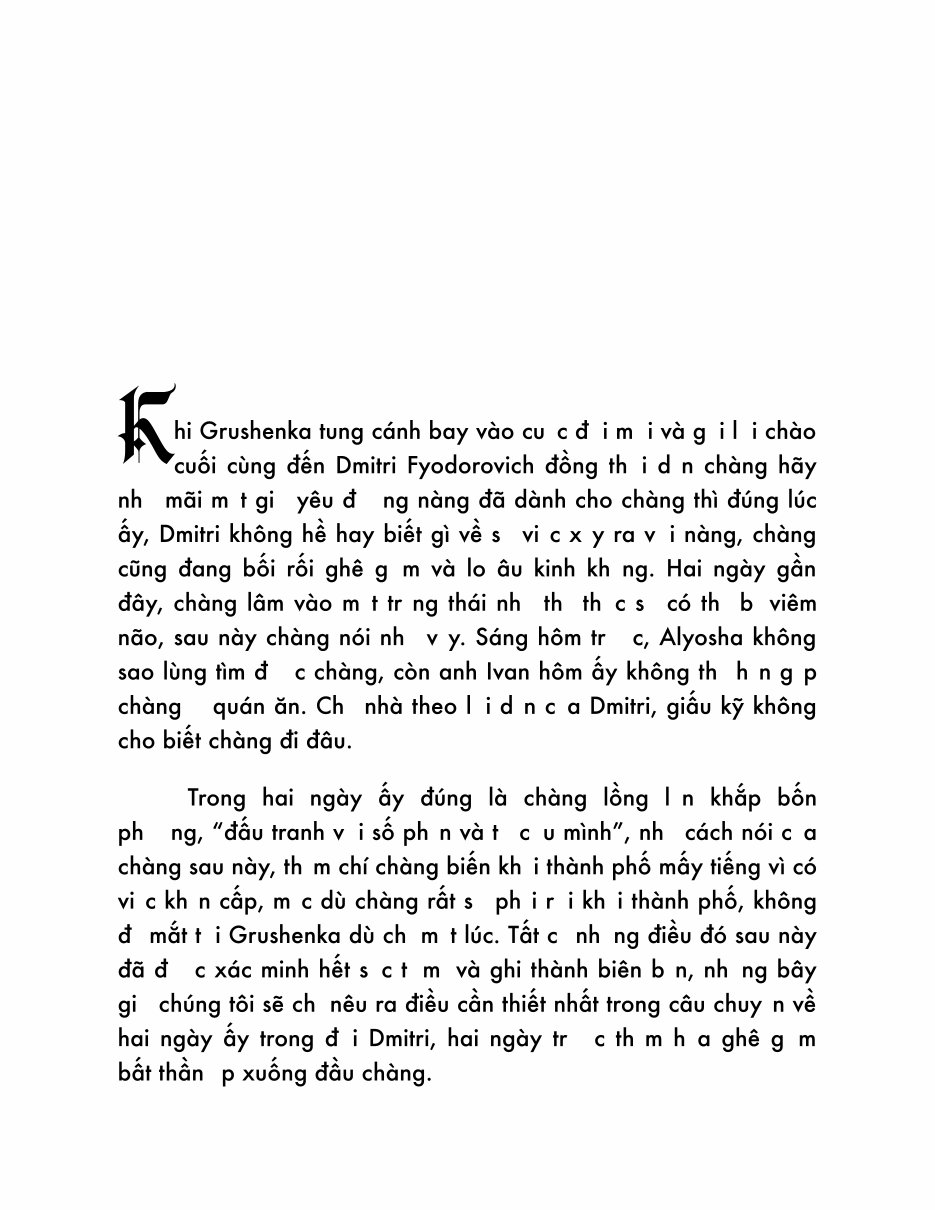 Khi Grushenka tung cánh bay vào cu c đ i m i và g i l i chào
cuối cùng đến Dmitri Fyodorovich đồng th i d n chàng hãy
nh mãi m t gi yêu đ ng nàng đã dành cho chàng thì đúng lúc
ấy, Dmitri không hề hay biết gì về s vi c x y ra v i nàng, chàng
cũng đang bối rối ghê g m và lo âu kinh kh ng. Hai ngày gần
đây, chàng lâm vào m t tr ng thái nh th th c s có th b viêm
não, sau này chàng nói nh v y. Sáng hôm tr c, Alyosha không
sao lùng tìm đ c chàng, còn anh Ivan hôm ấy không th h n g p
chàng quán ăn. Ch nhà theo l i d n c a Dmitri, giấu kỹ không
cho biết chàng đi đâu.
Trong hai ngày ấy đúng là chàng lồng l n khắp bốn
ph ng, “đấu tranh v i số ph n và t c u mình”, nh cách nói c a
chàng sau này, th m chí chàng biến kh i thành phố mấy tiếng vì có
vi c kh n cấp, m c dù chàng rất s ph i r i kh i thành phố, không
đ mắt t i Grushenka dù ch m t lúc. Tất c nh ng điều đó sau này
đã đ c xác minh hết s c t m và ghi thành biên b n, nh ng bây
gi chúng tôi sẽ ch nêu ra điều cần thiết nhất trong câu chuy n về
hai ngày ấy trong đ i Dmitri, hai ngày tr c th m h a ghê g m
bất thần p xuống đầu chàng.